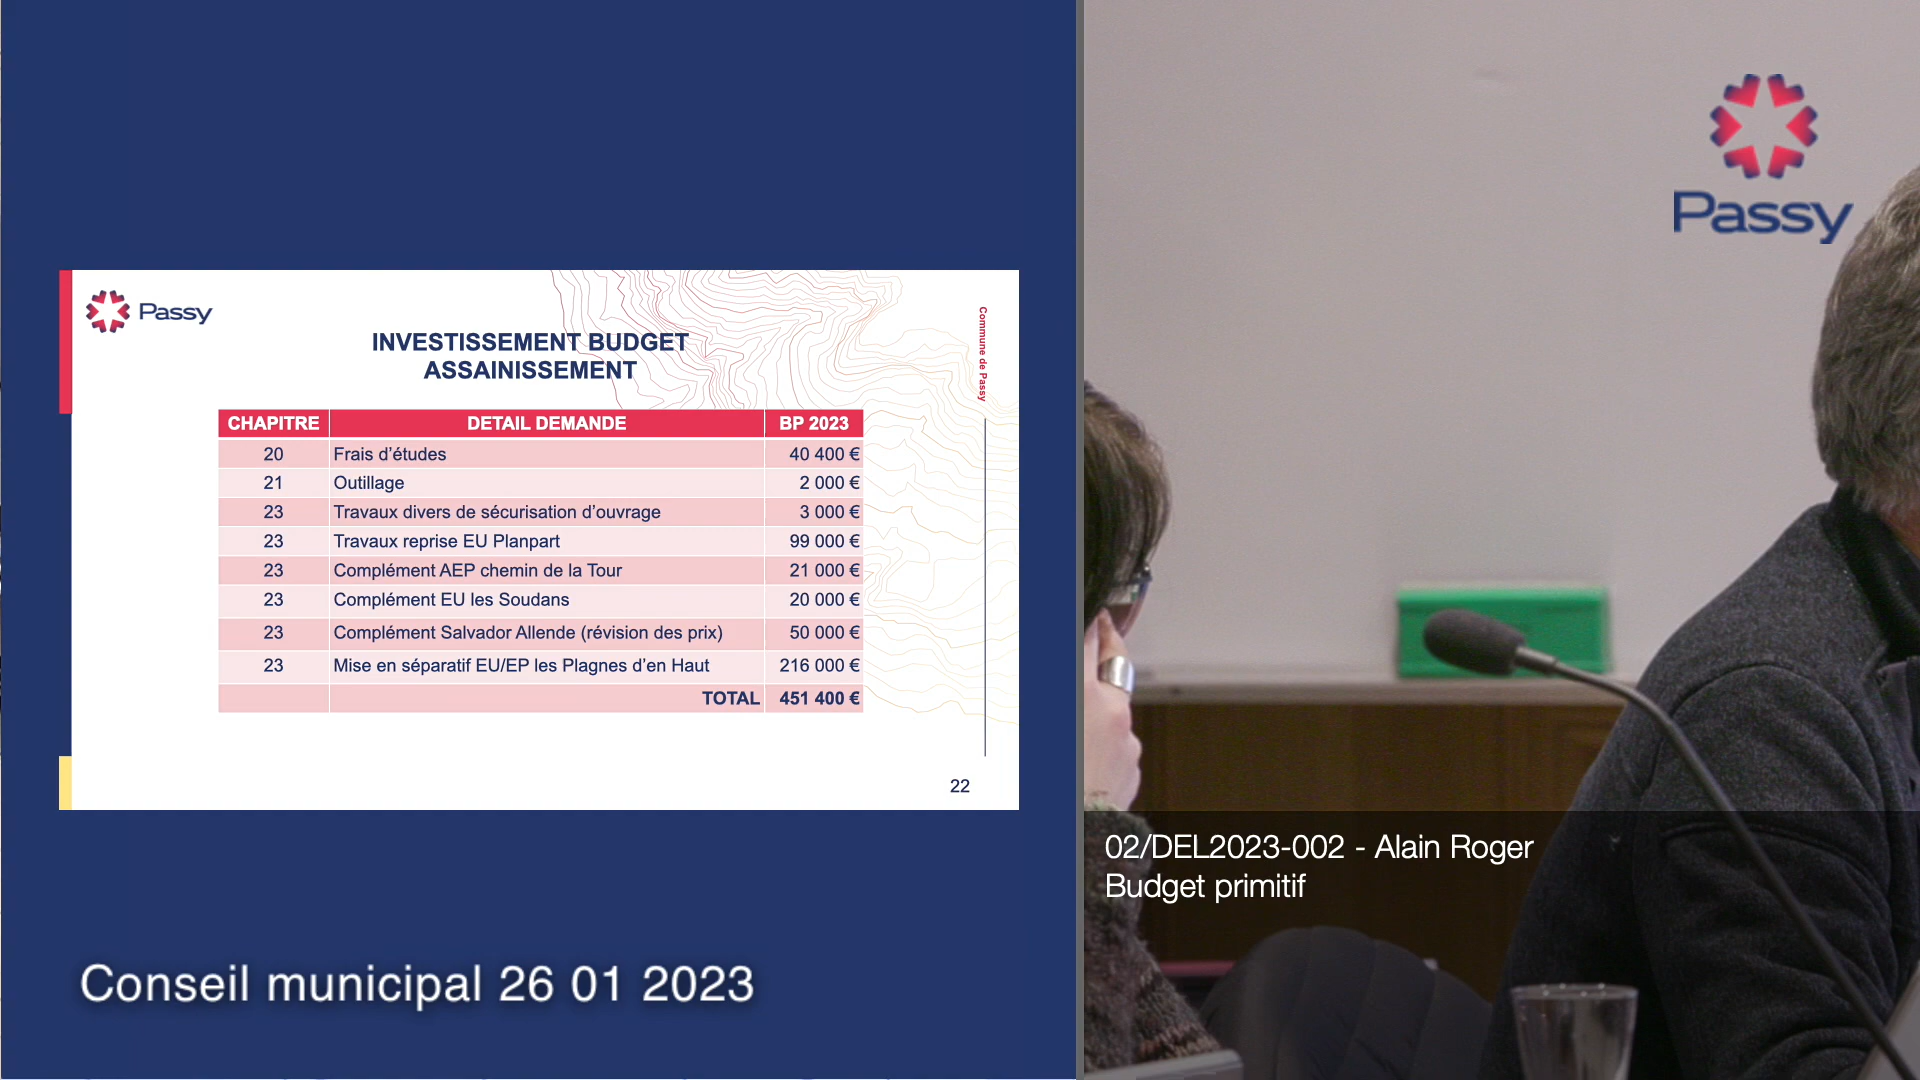 Passy
INVESTISSEMENT BUDGET
ASSAINISSEMENT
Commune de Passy
CHAPITRE DETAIL DEMANDE BP 2023
20 Frais d’études 40 400 €
21 Outillage 2 000 €
23 Travaux divers de sécurisation d’ouvrage 3 000 €
23 Travaux reprise EU Planpart 99 000 €
23 Complément AEP chemin de la Tour 21 000 €
23 Complément EU les Soudans 20 000 €
23 Complément Salvador Allende (révision des prix) 50 000 €
23 Mise en séparatif EU/EP les Plagnes d’en Haut 216 000 €
TOTAL 451 400 €
22
Conseil municipal 26 01 2023
Passy
02/DEL2023-002 - Alain Roger
Budget primitif